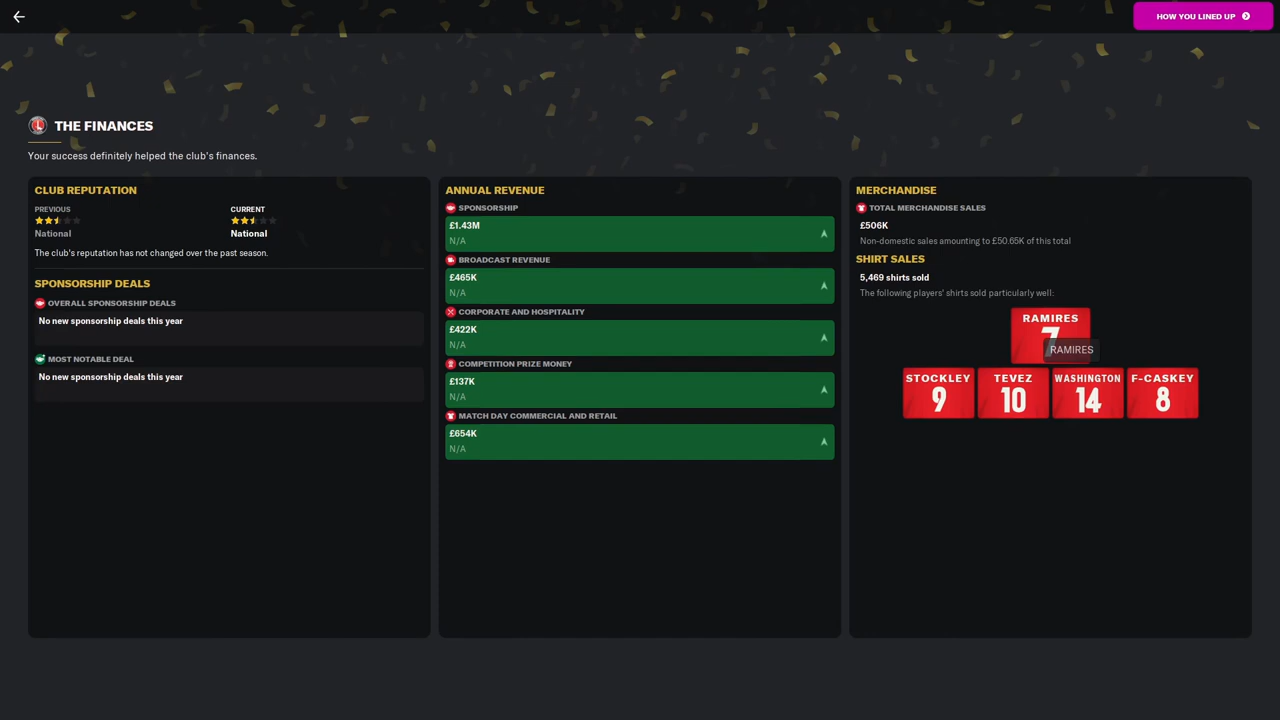 HOW YOU LINED UP
THE FINANCES
Your success definitely helped the club's finances.
CLUB REPUTATION
PREVIOUS
CURRENT
National
National
The club's reputation has not changed over the past season.
SPONSORSHIP DEALS
OVERALL SPONSORSHIP DEALS
No new sponsorship deals this year
MOST NOTABLE DEAL
No new sponsorship deals this year
ANNUAL REVENUE
SPONSORSHIP
£1.43M
N/A
BROADCAST REVENUE
£465K
N/A
CORPORATE AND HOSPITALITY
£422K
N/A
COMPETITION PRIZE MONEY
£137K
N/A
MATCH DAY COMMERCIAL AND RETAIL
£654K
N/A
MERCHANDISE
TOTAL MERCHANDISE SALES
£506K
Non-domestic sales amounting to £50.65K of this total
SHIRT SALES
5,469 shirts sold
The following players' shirts sold particularly well:
RAMIRES
7
RAMIRES
STOCKLEY
9
TEVEZ
10
WASHINGTON
14
F-CASKEY
8